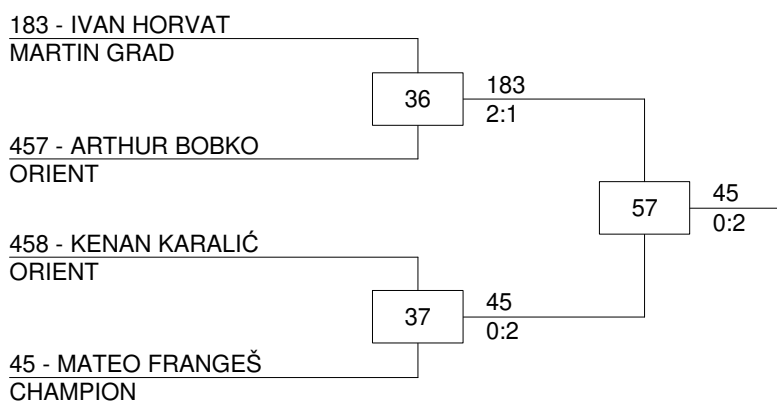 183 - IVAN HORVAT
MARTIN GRAD
36
183
2:1
457 - ARTHUR BOBKO
ORIENT
57
45
0:2
458 - KENAN KARALIĆ
ORIENT
37
45
0:2
45 - MATEO FRANGEŠ
CHAMPION